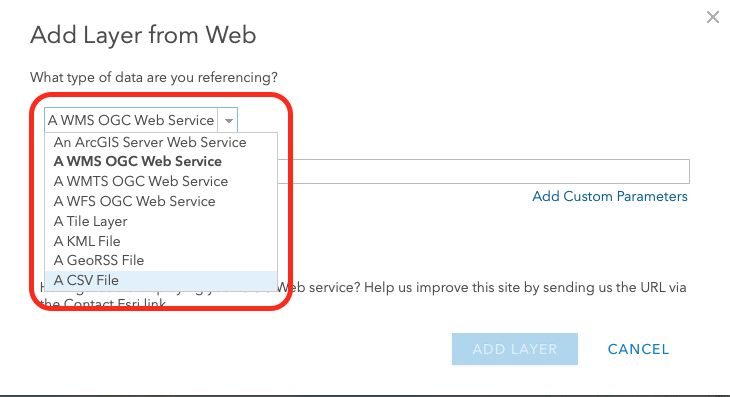 Add Layer from Web
What type of data are you referencing?
A WMS OGC Web Service
An ArcGIS Server Web Service
A WMS OGC Web Service
A WMTS OGC Web Service
A WFS OGC Web Service
A Tile Layer
A KML File
A GeoRSS File
A CSV File
Add Custom Parameters
Web service? Help us improve this site by sending us the URL via
the Contact Esri link
ADD LAYER
CANCEL